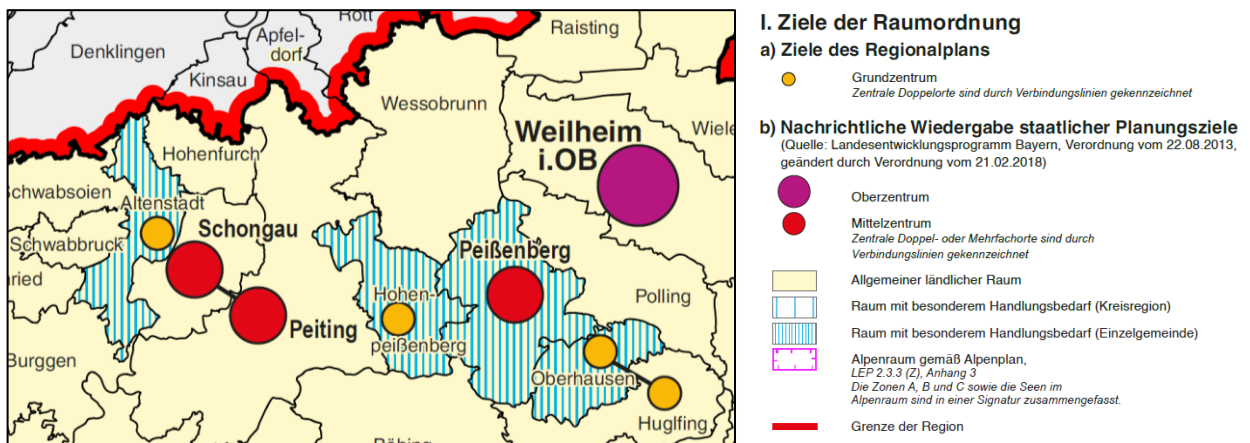 Rott
Denklingen
Apfel-
dorf
Kinsau
Raisting
Wessobrunn
Weilheim
i.OB
Wiele
Hohenfurch
Schwabsoien
Altenstadt
Schongau
Schwabbruck
nried
Peißenberg
Hohen-
peißenberg
Polling
Peiting
Burggen
Oberhausen
Huglfing
Böbing
I. Ziele der Raumordnung
a) Ziele des Regionalplans
Grundzentrum
Zentrale Doppelorte sind durch Verbindungslinien gekennzeichnet
b) Nachrichtliche Wiedergabe staatlicher Planungsziele
(Quelle: Landesentwicklungsprogramm Bayern, Verordnung vom 22.08.2013,
geändert durch Verordnung vom 21.02.2018)
Oberzentrum
Mittelzentrum
Zentrale Doppel- oder Mehrfachorte sind durch
Verbindungslinien gekennzeichnet
Allgemeiner ländlicher Raum
Raum mit besonderem Handlungsbedarf (Kreisregion)
Raum mit besonderem Handlungsbedarf (Einzelgemeinde)
Alpenraum gemäß Alpenplan,
LEP 2.3.3 (Z), Anhang 3
Die Zonen A, B und C sowie die Seen im
Alpenraum sind in einer Signatur zusammengefasst.
Grenze der Region